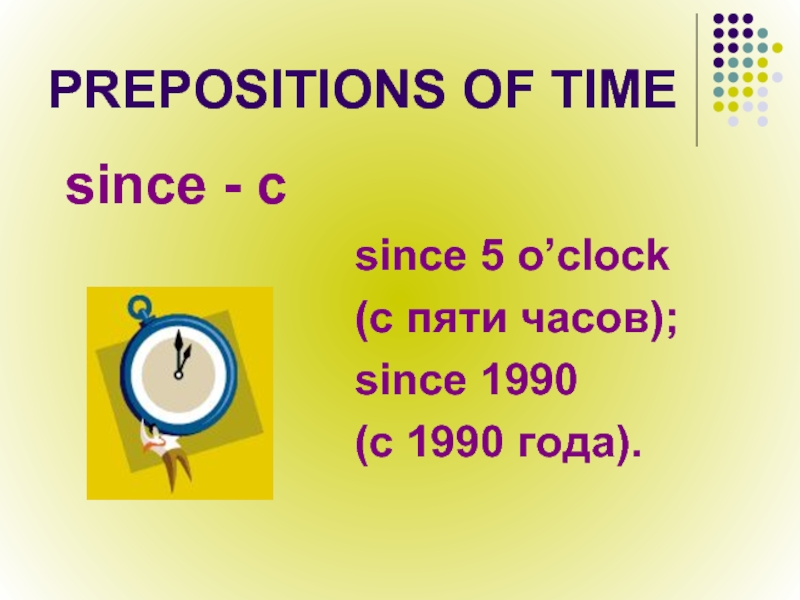 PREPOSITIONS OF TIME
since - с
since 5 o’clock
(с пяти часов);
since 1990
(с 1990 года).